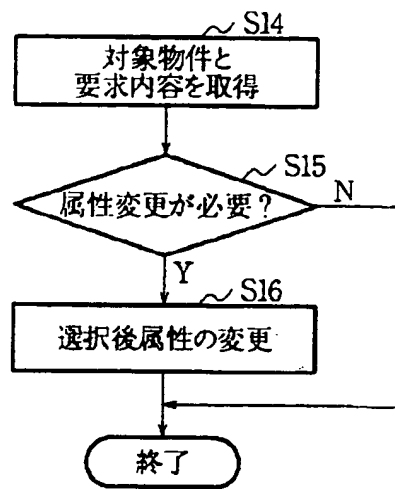 S14
対象物件と
要求内容を取得
S15
属性変更が必要?
N
Y
S16
選択後属性の変更
終了